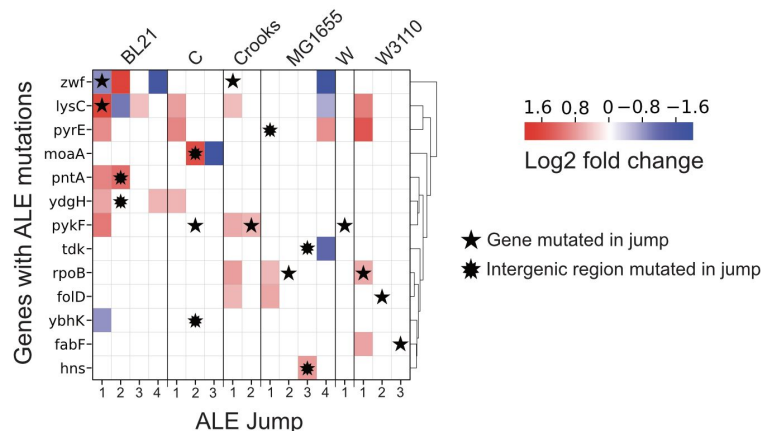 BL21 C Crooks MG1655 W W3110
zwf
lysC
pyrE
moaA
pntA
ydgH
pykF
tdk
rpoB
folD
ybhK
fabF
hns
Genes with ALE mutations
1 2 3 4 1 2 3 1 2 1 2 3 4 1 1 2 3
ALE Jump
1.6 0.8 0 −0.8 −1.6
Log2 fold change
Gene mutated in jump
Intergenic region mutated in jump